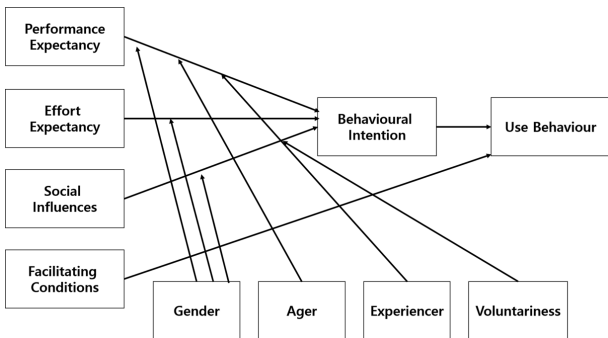 Performance
Expectancy
Effort
Expectancy
Behavioural
Intention
Use Behaviour
Social
Influences
Facilitating
Conditions
Gender
Ager
Experiencer
Voluntariness